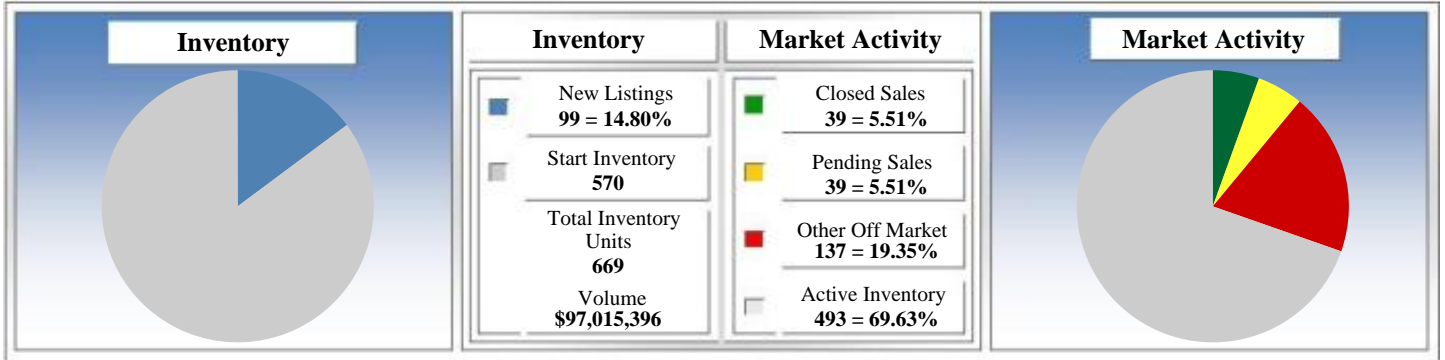 Inventory
Inventory
Market Activity
Market Activity
New Listings
99 = 14.80%
Start Inventory
570
Total Inventory
Units
669
Volume
$97,015,396
Closed Sales
39 = 5.51%
Pending Sales
39 = 5.51%
Other Off Market
137 = 19.35%
Active Inventory
493 = 69.63%